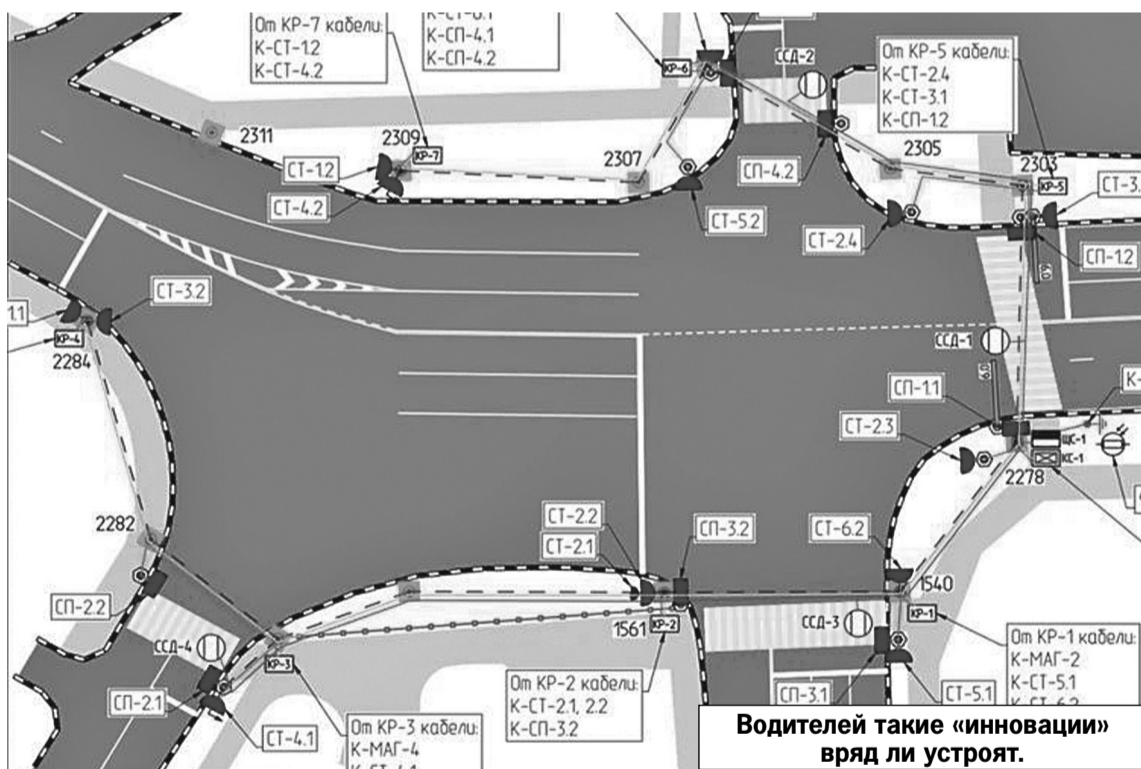 От КР-7 кабели:
К-СТ-1.2
К-СТ-4.2
К-СП-4.1
К-СП-4.2
КР-6
ССД-2
От КР-5 кабели:
К-СТ-2.4
К-СТ-3.1
К-СП-1.2
2311
2309
КР-7
СТ-1.2
СТ-4.2
2307
СТ-5.2
СП-4.2
2305
СТ-2.4
2303
КР-5
СТ-3.
СП-1.2
СТ-3.2
КР-4
2284
ССД-1
СП-1.1
СТ-2.3
ЩС-1
КС-1
2278
2282
СТ-2.2
СТ-2.1
СП-3.2
СТ-6.2
1540
КР-1
СП-2.2
ССД-4
КР-3
1561
КР-2
ССД-3
СП-2.1
СТ-4.1
От КР-3 кабели:
К-МАГ-4
К-СТ-4.1
От КР-2 кабели:
К-СТ-2.1, 2.2
К-СП-3.2
СП-3.1
СТ-5.1
От КР-1 кабели:
К-МАГ-2
К-СТ-5.1
К-СТ-6.2
Водителей такие «инновации»
вряд ли устроят.